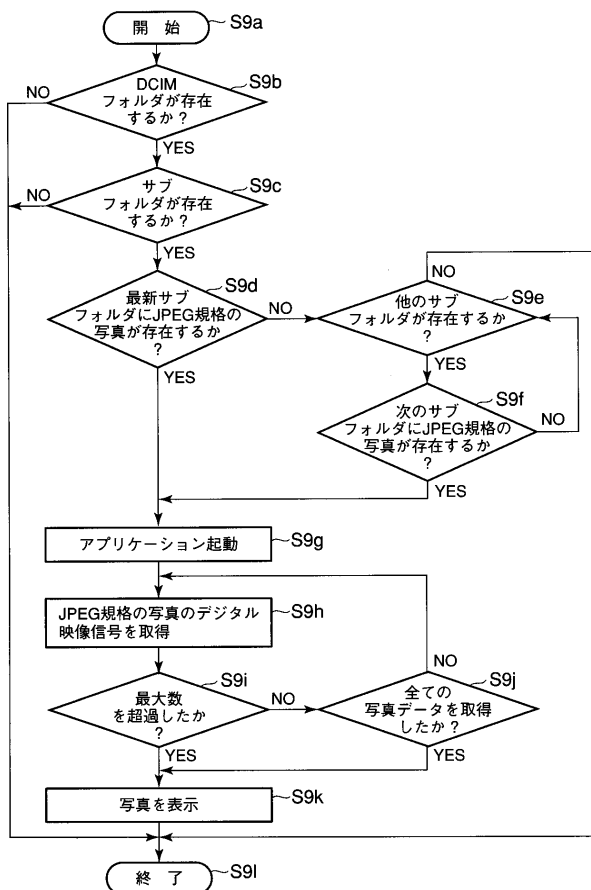 開 始
S9a
DCIM
フォルダが存在
するか？
S9b
NO
YES
サブ
フォルダが存在
するか？
S9c
NO
YES
最新サブ
フォルダにJPEG規格の
写真が存在するか
？
S9d
NO
YES
他のサブ
フォルダが存在するか
？
S9e
NO
YES
次のサブ
フォルダにJPEG規格の
写真が存在するか
？
S9f
NO
YES
アプリケーション起動
S9g
JPEG規格の写真のデジタル
映像信号を取得
S9h
最大数
を超過したか
？
S9i
NO
YES
全ての
写真データを取得
したか？
S9j
NO
YES
写真を表示
S9k
終 了
S9l